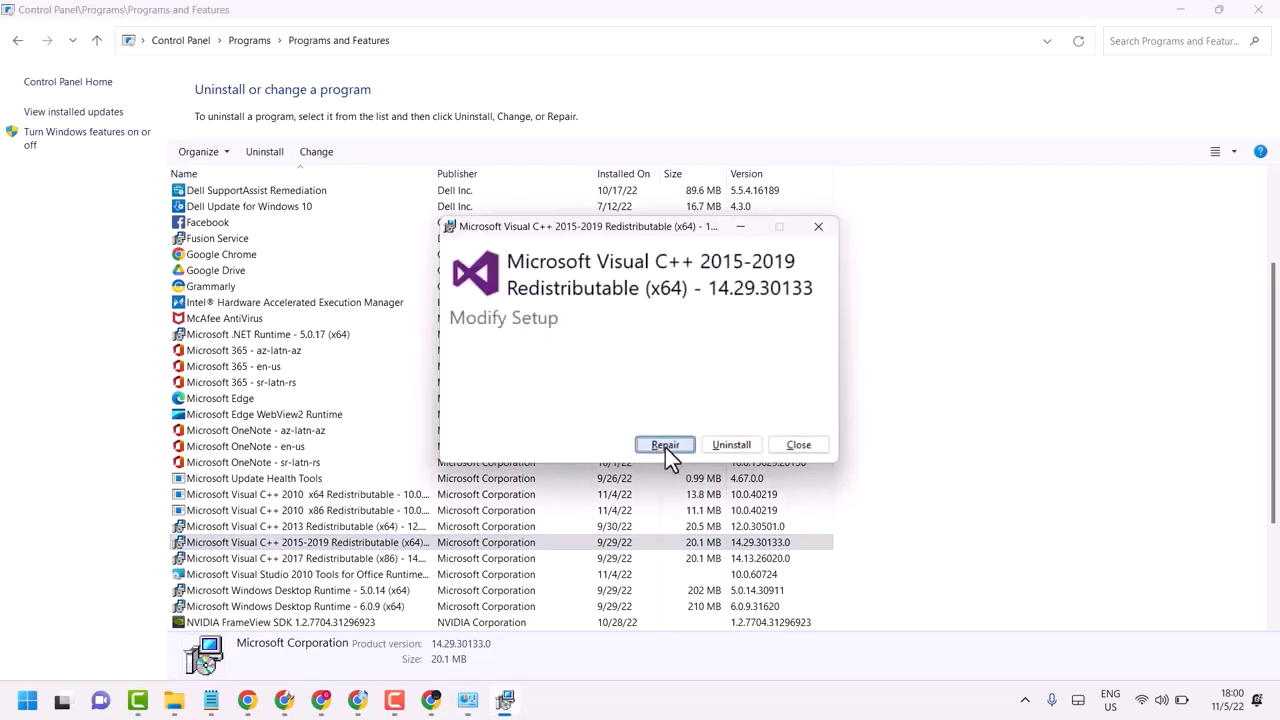 Control Panel\Programs\Programs and Features
Control Panel Programs Programs and Features
Search Programs and Featur...
Control Panel Home
View installed updates
Turn Windows features on or
off
Uninstall or change a program
To uninstall a program, select it from the list and then click Uninstall, Change, or Repair.
Organize Uninstall Change
Name Publisher Installed On Size Version
Dell SupportAssist Remediation Dell Inc. 10/17/22 89.6 MB 5.5.4.16189
Dell Update for Windows 10 Dell Inc. 7/12/22 16.7 MB 4.3.0
Facebook
Fusion Service
Google Chrome
Google Drive
Grammarly
Intel® Hardware Accelerated Execution Manager
McAfee AntiVirus
Microsoft .NET Runtime - 5.0.17 (x64)
Microsoft 365 - az-latn-az
Microsoft 365 - en-us
Microsoft 365 - sr-latn-rs
Microsoft Edge
Microsoft Edge WebView2 Runtime
Microsoft OneNote - az-latn-az
Microsoft OneNote - en-us
Microsoft OneNote - sr-latn-rs
Microsoft Update Health Tools Microsoft Corporation 9/26/22 0.99 MB 4.67.0.0
Microsoft Visual C++ 2010 x64 Redistributable - 10.0.... Microsoft Corporation 11/4/22 13.8 MB 10.0.40219
Microsoft Visual C++ 2010 x86 Redistributable - 10.0.... Microsoft Corporation 11/4/22 11.1 MB 10.0.40219
Microsoft Visual C++ 2013 Redistributable (x64) - 12.... Microsoft Corporation 9/30/22 20.5 MB 12.0.30501.0
Microsoft Visual C++ 2015-2019 Redistributable (x64)... Microsoft Corporation 9/29/22 20.1 MB 14.29.30133.0
Microsoft Visual C++ 2017 Redistributable (x86) - 14.... Microsoft Corporation 9/29/22 20.1 MB 14.13.26020.0
Microsoft Visual Studio 2010 Tools for Office Runtime... Microsoft Corporation 11/4/22 10.0.60724
Microsoft Windows Desktop Runtime - 5.0.14 (x64) Microsoft Corporation 9/29/22 202 MB 5.0.14.30911
Microsoft Windows Desktop Runtime - 6.0.9 (x64) Microsoft Corporation 9/29/22 210 MB 6.0.9.31620
NVIDIA FrameView SDK 1.2.7704.31296923 NVIDIA Corporation 10/28/22 1.2.7704.31296923
Microsoft Visual C++ 2015-2019 Redistributable (x64) - 1...
Microsoft Visual C++ 2015-2019
Redistributable (x64) - 14.29.30133
Modify Setup
Repair Uninstall Close
Microsoft Corporation Product version: 14.29.30133.0
Size: 20.1 MB
ENG
US
18:00
11/5/22